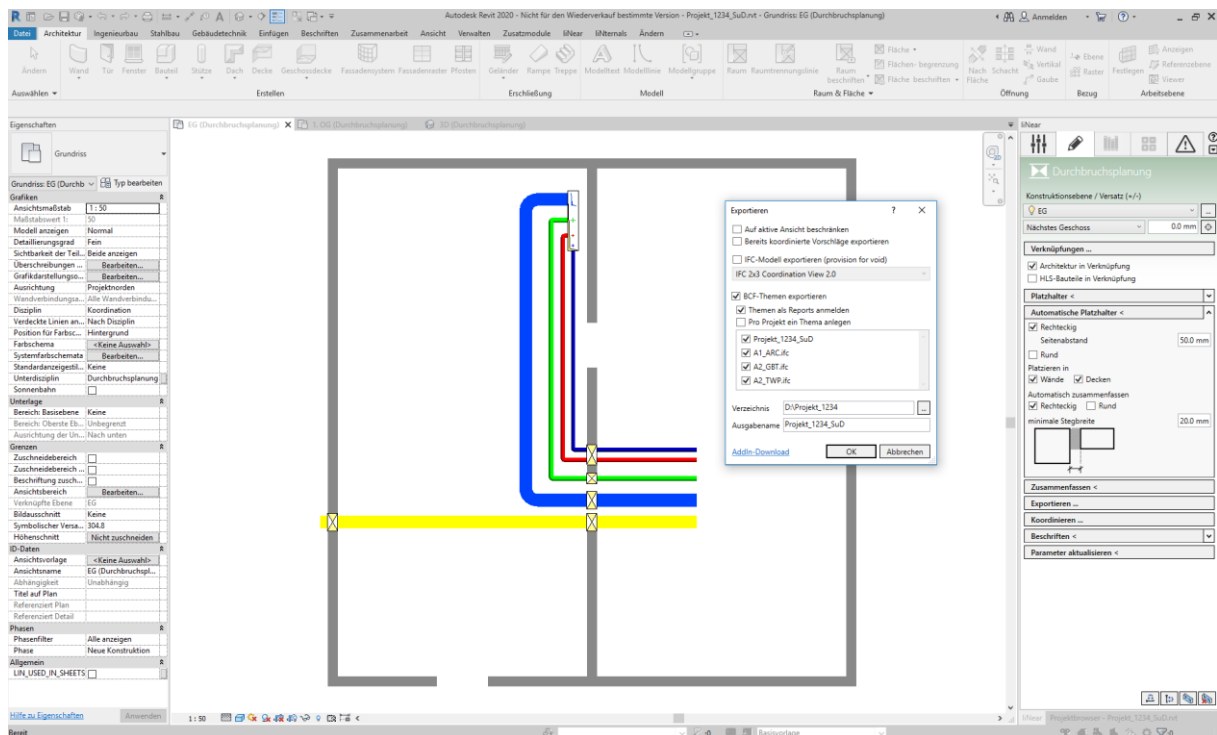 Autodesk Revit 2020 - Nicht für den Wiederverkauf bestimmte Version - Projekt_1234_SuD.rvt - Grundriss: EG (Durchbruchsplanung)
Anmelden
Datei Architektur Ingenieurbau Stahlbau Gebäudetechnik Einfügen Beschriften Zusammenarbeit Ansicht Verwalten Zusatzmodule liNear liNternals Ändern
Ändern Wand Tür Fenster Bauteil Stütze Dach Decke Geschossdecke Fassadensystem Fassadenraster Pfosten Geländer Rampe Treppe Modelltext Modelllinie Modellgruppe Raum Raumtrennungslinie Raum beschriften
Fläche
Flächen- begrenzung
Fläche beschriften
Nach Fläche Schacht
Wand
Vertikal
Gaube
Ebene
Raster
Festlegen
Anzeigen
Referenzebene
Viewer
Auswählen Erstellen Erschließung Modell Raum & Fläche Öffnung Bezug Arbeitsebene
Eigenschaften
Grundriss
Grundriss: EG (Durchb
Typ bearbeiten
Grafiken
Ansichtsmaßstab 1 : 50
Maßstabswert 1: 50
Modell anzeigen Normal
Detaillierungsgrad Fein
Sichtbarkeit der Teil... Beide anzeigen
Überschreibungen ... Bearbeiten...
Grafikdarstellungso... Bearbeiten...
Ausrichtung Projektnorden
Wandverbindungsa... Alle Wandverbindu...
Disziplin Koordination
Verdeckte Linien an... Nach Disziplin
Position für Farbsc... Hintergrund
Farbschema <Keine Auswahl>
Systemfarbschemata Bearbeiten...
Standardanzeigestil... Keine
Unterdisziplin Durchbruchsplanung
Sonnenbahn
Unterlage
Bereich: Basisebene Keine
Bereich: Oberste Eb... Unbegrenzt
Ausrichtung der Un... Nach unten
Grenzen
Zuschneidebereich
Zuschneidebereich ...
Beschriftung zusch...
Ansichtsbereich Bearbeiten...
Verknüpfte Ebene EG
Bildausschnitt Keine
Symbolischer Versa... 304.8
Höhenschnitt Nicht zuschneiden
ID-Daten
Ansichtsvorlage <Keine Auswahl>
Ansichtsname EG (Durchbruchspl...
Abhängigkeit Unabhängig
Titel auf Plan
Referenziert Plan
Referenziert Detail
Phasen
Phasenfilter Alle anzeigen
Phase Neue Konstruktion
Allgemein
LIN_USED_IN_SHEETS
Hilfe zu Eigenschaften
Anwenden
Bereit
EG (Durchbruchsplanung)
1. OG (Durchbruchsplanung)
3D (Durchbruchsplanung)
1 : 50
:0
Basisvorlage
:0
Exportieren
Auf aktive Ansicht beschränken
Bereits koordinierte Vorschläge exportieren
IFC-Modell exportieren (provision for void)
IFC 2x3 Coordination View 2.0
BCF-Themen exportieren
Themen als Reports anmelden
Pro Projekt ein Thema anlegen
Projekt_1234_SuD
A1_ARC.ifc
A2_GBT.ifc
A2_TWP.ifc
Verzeichnis D:\Projekt_1234 ...
Ausgabename Projekt_1234_SuD
AddIn-Download
OK
Abbrechen
liNear
Durchbruchsplanung
Konstruktionsebene / Versatz (+/-)
EG ...
Nächstes Geschoss 0.0 mm
Verknüpfungen ...
Architektur in Verknüpfung
HLS-Bauteile in Verknüpfung
Platzhalter <
Automatische Platzhalter <
Rechteckig
Seitenabstand 50.0 mm
Rund
Platzieren in
Wände Decken
Automatisch zusammenfassen
Rechteckig Rund
minimale Stegbreite 20.0 mm
Zusammenfassen <
Exportieren ...
Koordinieren ...
Beschriften <
Parameter aktualisieren <
liNear
Projektbrowser - Projekt_1234_SuD.rvt